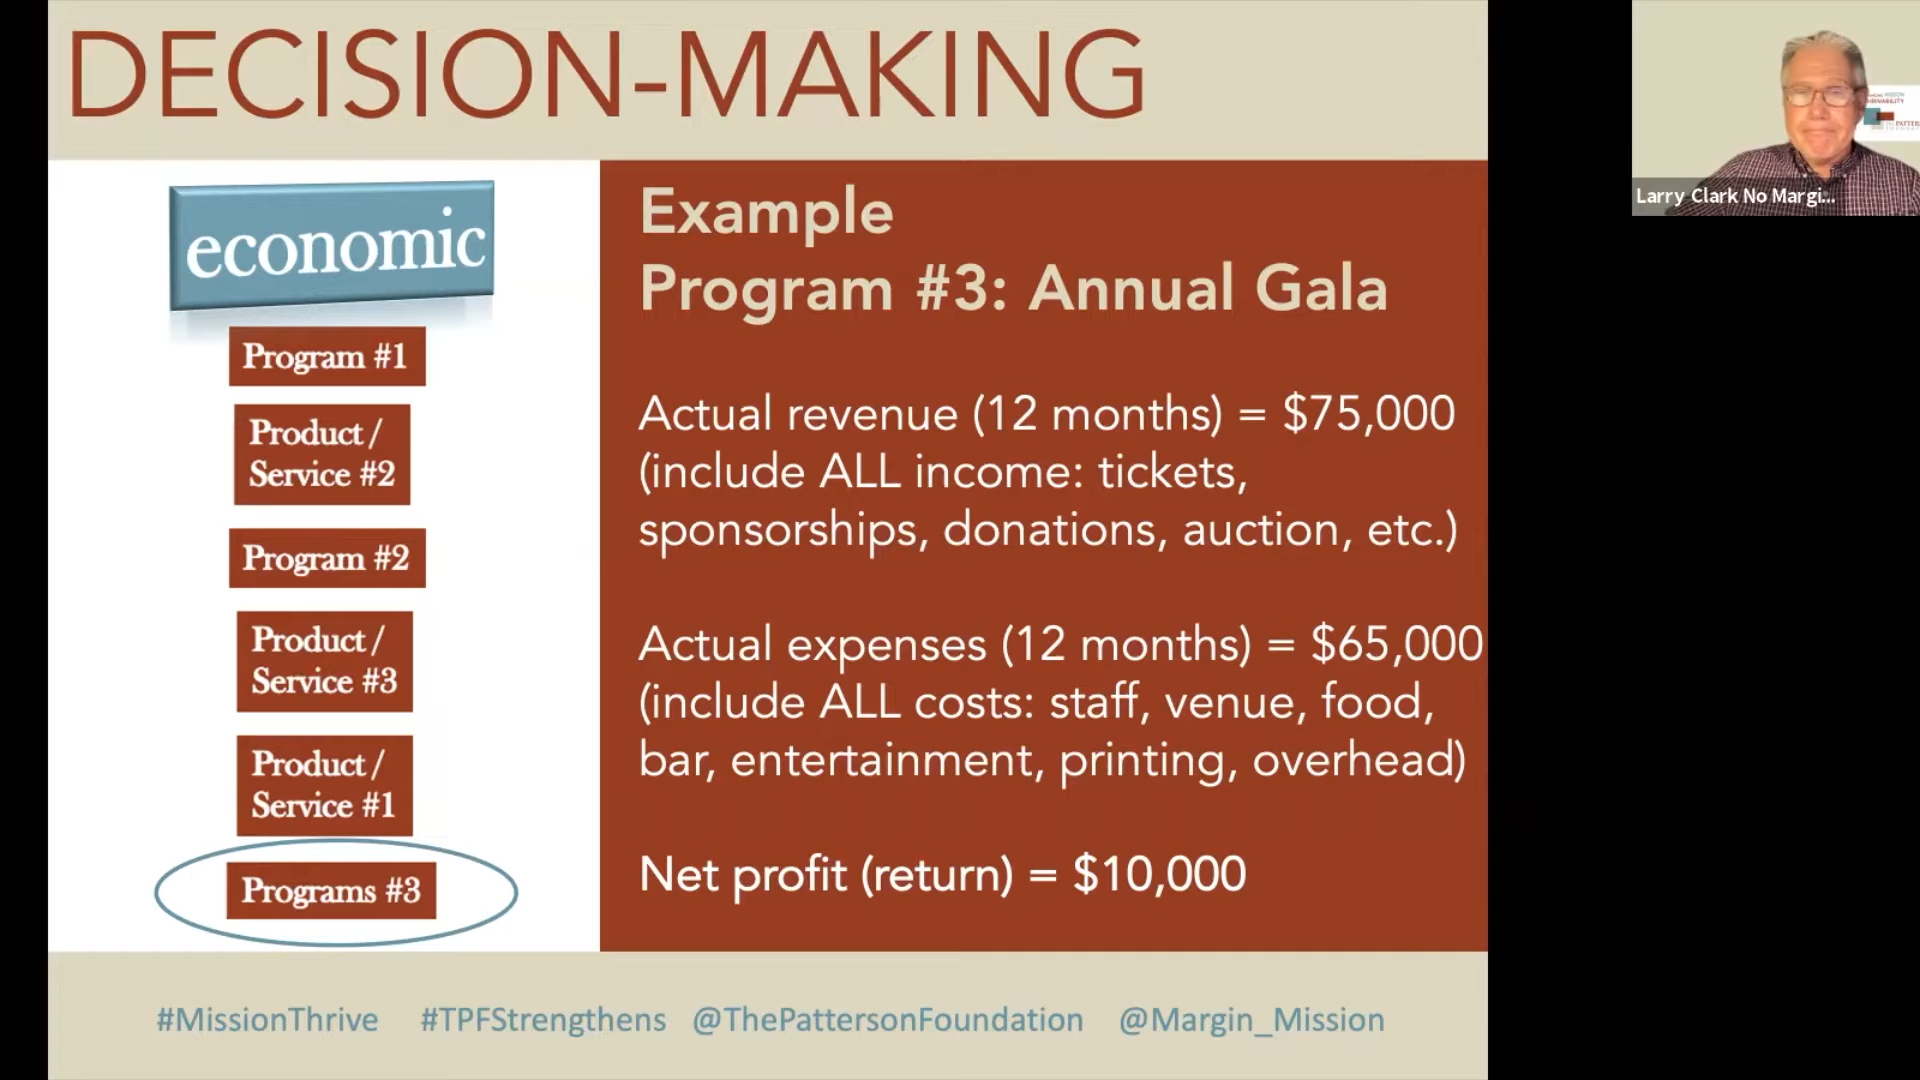 DECISION-MAKING
economic
Program #1
Product /
Service #2
Program #2
Product /
Service #3
Product /
Service #1
Programs #3
Example
Program #3: Annual Gala
Actual revenue (12 months) = $75,000
(include ALL income: tickets,
sponsorships, donations, auction, etc.)
Actual expenses (12 months) = $65,000
(include ALL costs: staff, venue, food,
bar, entertainment, printing, overhead)
Net profit (return) = $10,000
#MissionThrive #TPFStrengthens @ThePattersonFoundation @Margin_Mission
Larry Clark No Margi...